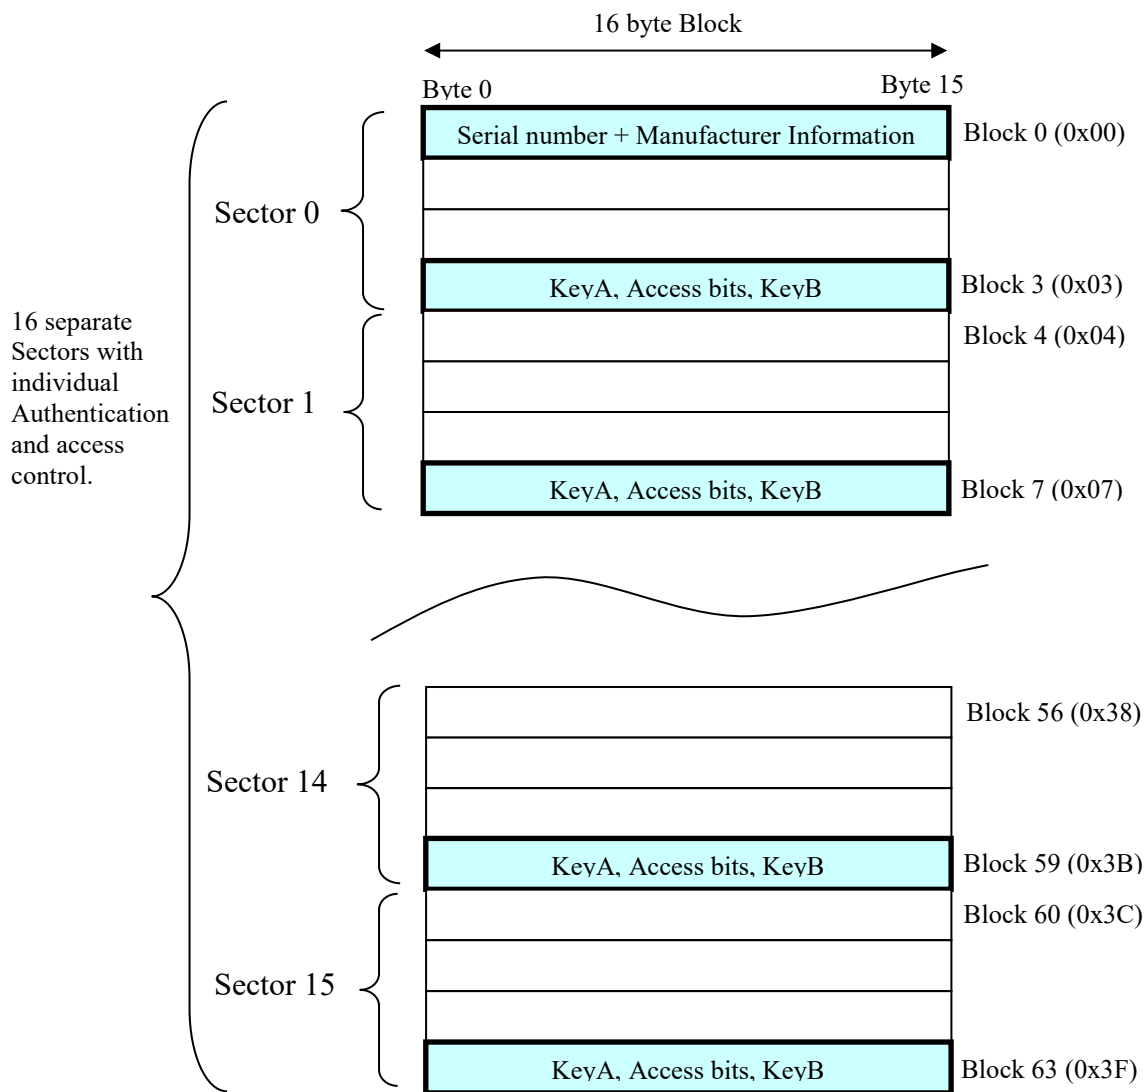 16 byte Block
Byte 0
Byte 15
Serial number + Manufacturer Information
Block 0 (0x00)
Sector 0
KeyA, Access bits, KeyB
Block 3 (0x03)
16 separate
Sectors with
individual
Authentication
and access
control.
Block 4 (0x04)
Sector 1
KeyA, Access bits, KeyB
Block 7 (0x07)
Block 56 (0x38)
Sector 14
KeyA, Access bits, KeyB
Block 59 (0x3B)
Block 60 (0x3C)
Sector 15
KeyA, Access bits, KeyB
Block 63 (0x3F)